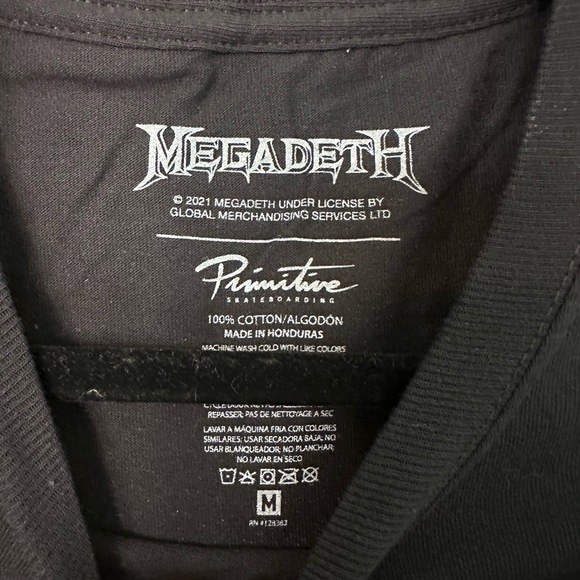 MEGADETH
© 2021 MEGADETH UNDER LICENSE BY
GLOBAL MERCHANDISING SERVICES LTD
Primitive
SKATEBOARDING
100% COTTON/ALGODÓN
MADE IN HONDURAS
MACHINE WASH COLD WITH LIKE COLORS
REPASSER; PAS DE NETTOYAGE A SEC
LAVAR A MÁQUINA FRIA CON COLORES
SIMILARES; USAR SECADORA BAJA; NO
USAR BLANQUEADOR; NO PLANCHAR;
NO LAVAR EN SECO
M
RN #128363